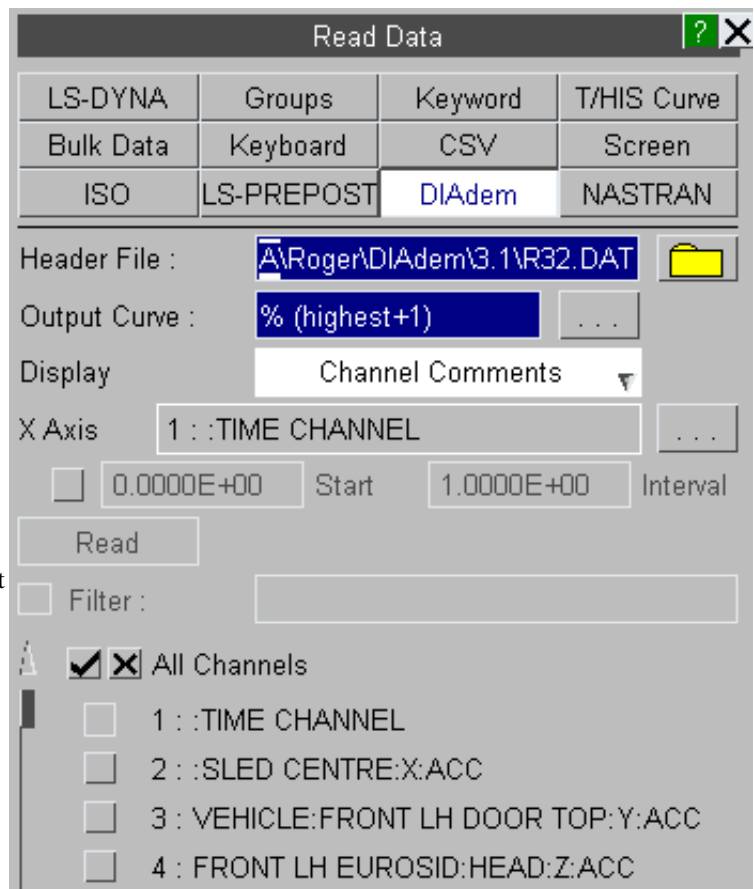 Read Data ?
LS-DYNA Groups Keyword T/HIS Curve
Bulk Data Keyboard CSV Screen
ISO LS-PREPOST DIAdem NASTRAN
Header File : A\Roger\DIAdem\3.1\R32.DAT
Output Curve : % (highest+1) ...
Display Channel Comments
X Axis 1 : :TIME CHANNEL ...
0.0000E+00 Start 1.0000E+00 Interval
Read
t
Filter :
All Channels
1 : :TIME CHANNEL
2 : :SLED CENTRE:X:ACC
3 : VEHICLE:FRONT LH DOOR TOP:Y:ACC
4 : FRONT LH EUROSID:HEAD:Z:ACC